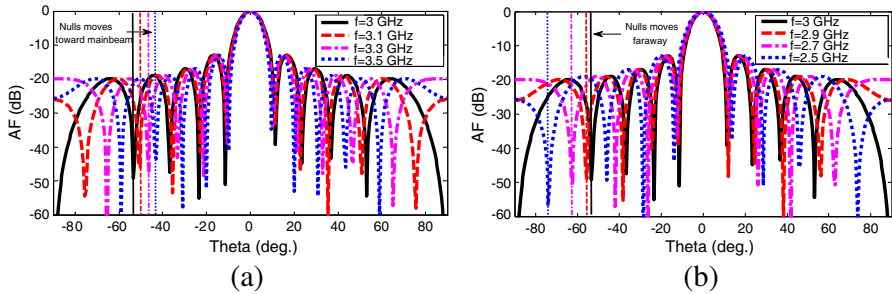 0
-10
-20
-30
-40
-50
-60
AF (dB)
-80 -60 -40 -20 0 20 40 60 80
Theta (deg.)
Nulls moves
toward mainbeam
f=3 GHz
f=3.1 GHz
f=3.3 GHz
f=3.5 GHz
(a)
0
-10
-20
-30
-40
-50
-60
AF (dB)
-80 -60 -40 -20 0 20 40 60 80
Theta (deg.)
Nulls moves
faraway
f=3 GHz
f=2.9 GHz
f=2.7 GHz
f=2.5 GHz
(b)